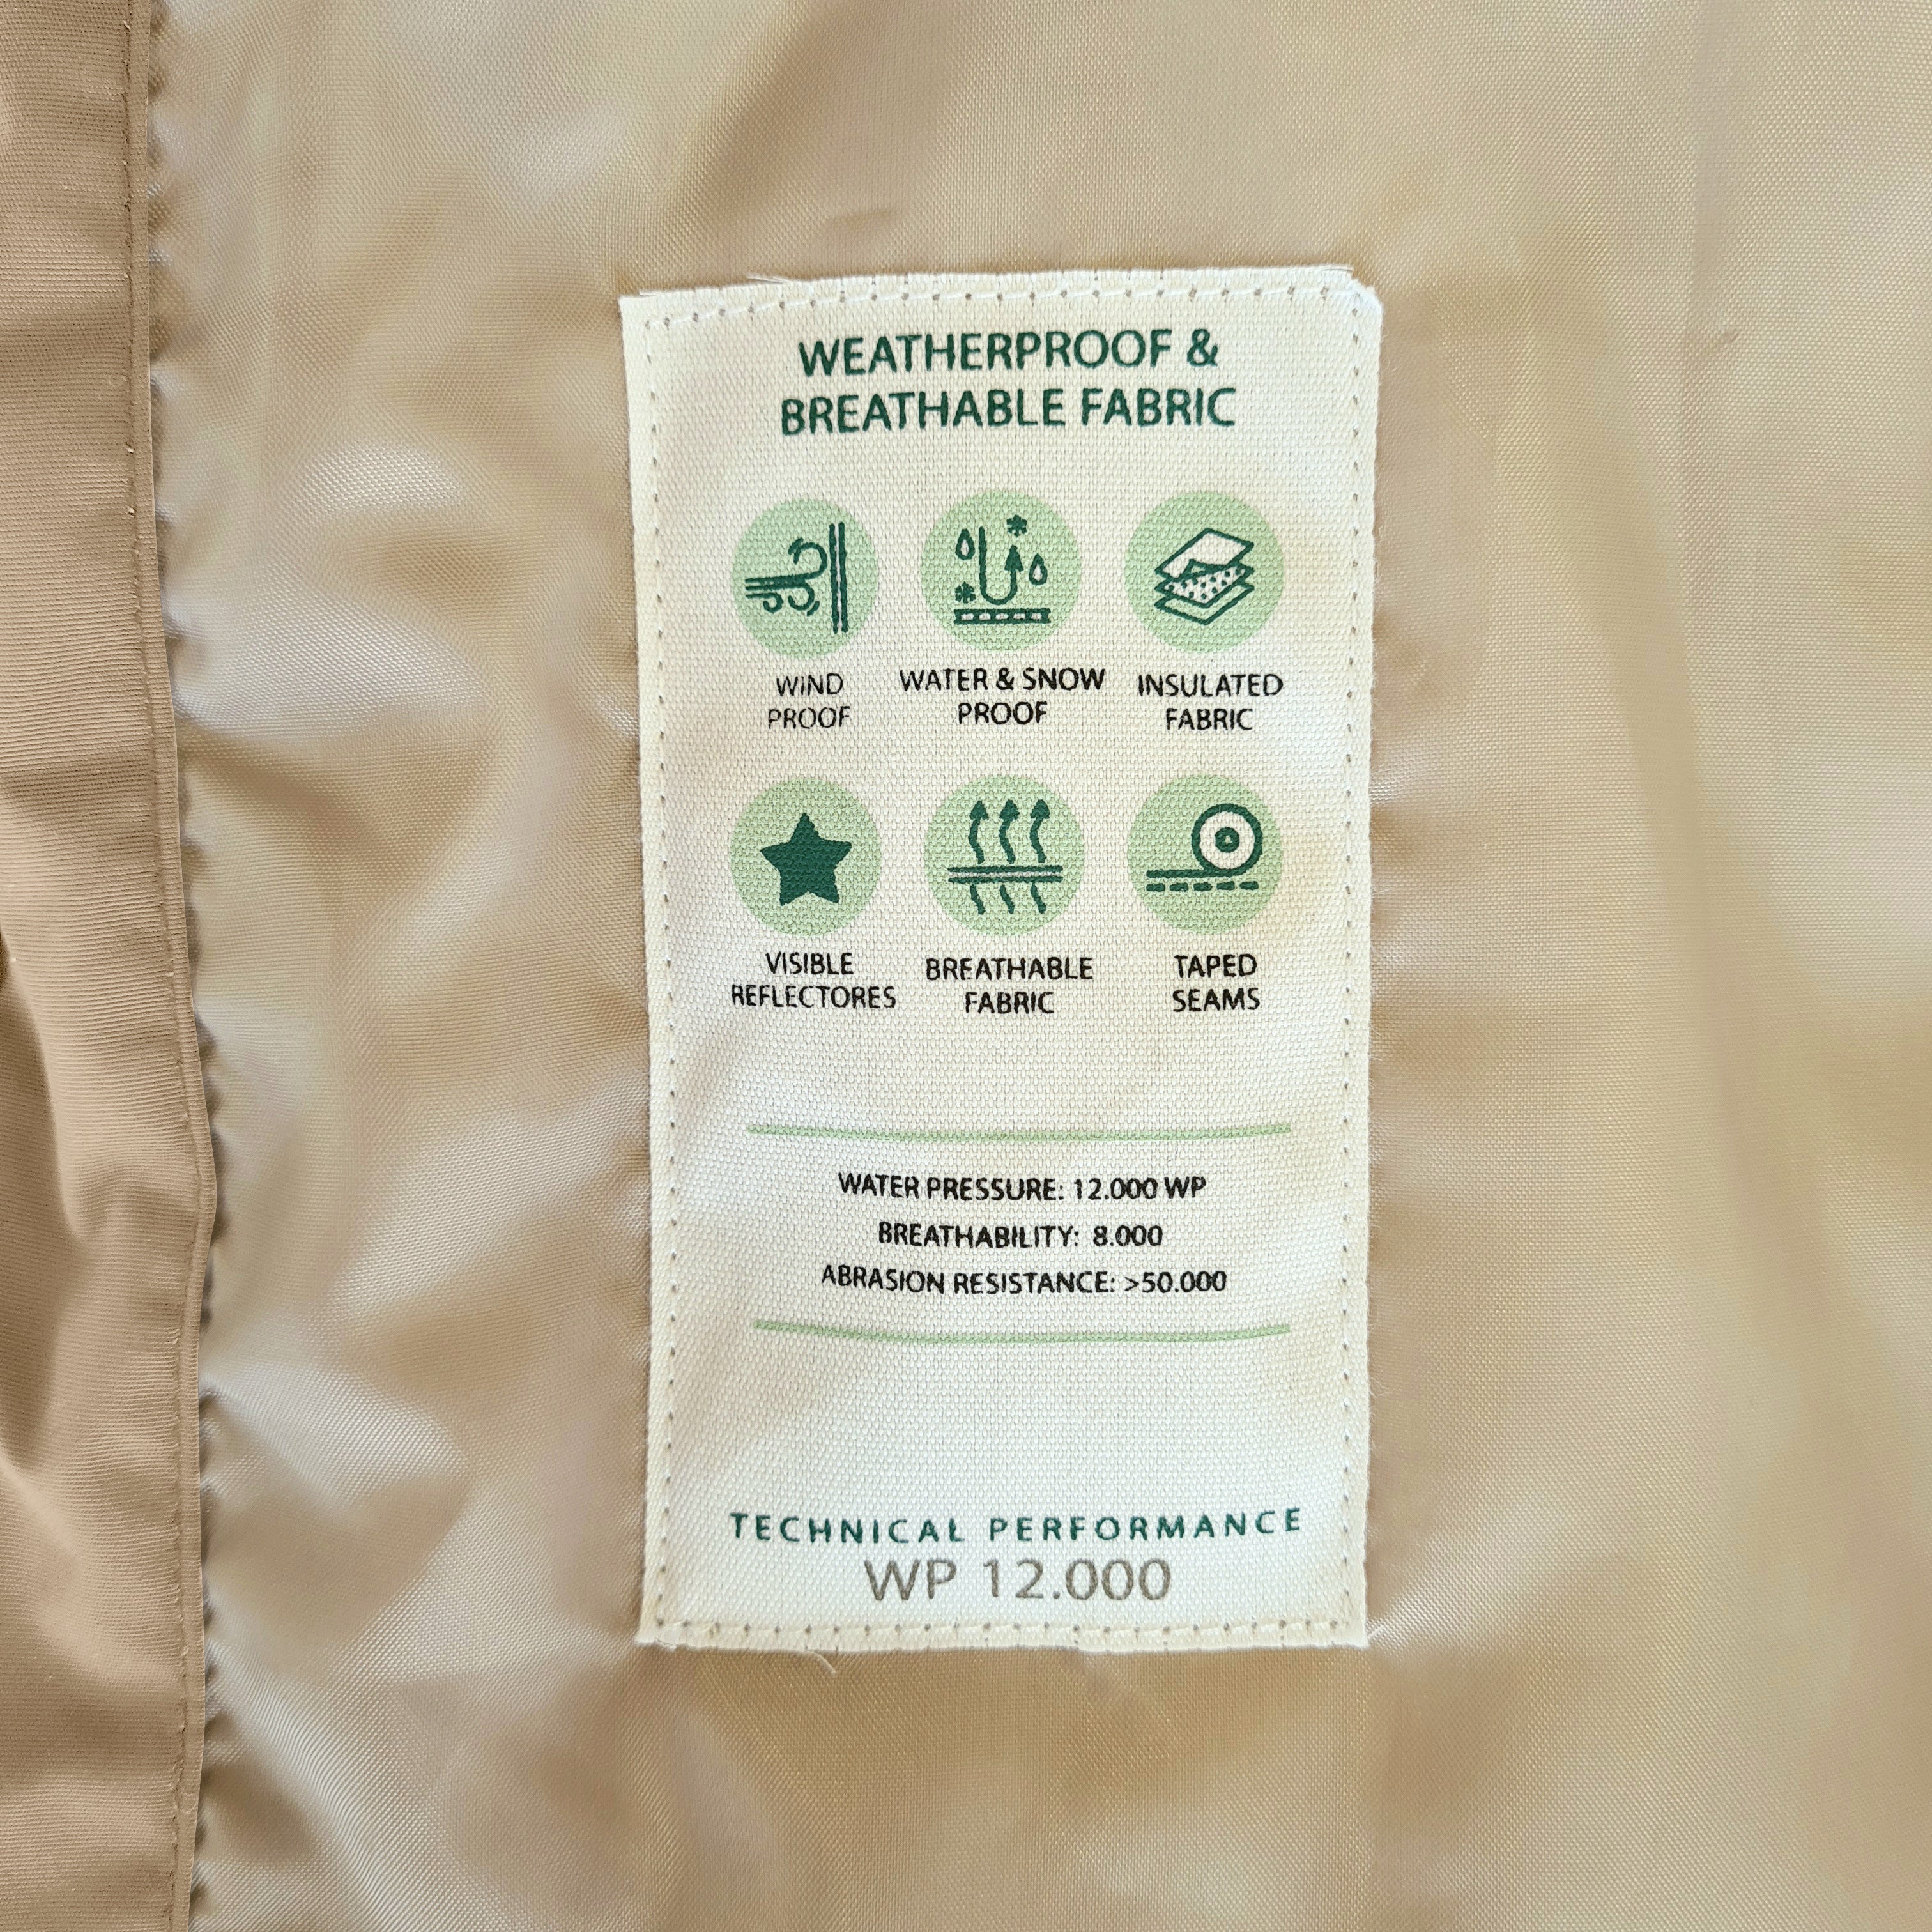 WEATHERPROOF &
BREATHABLE FABRIC
WIND
PROOF
WATER & SNOW
PROOF
INSULATED
FABRIC
VISIBLE
REFLECTORES
BREATHABLE
FABRIC
TAPED
SEAMS
WATER PRESSURE: 12.000 WP
BREATHABILITY: 8.000
ABRASION RESISTANCE: >50.000
TECHNICAL PERFORMANCE
WP 12.000